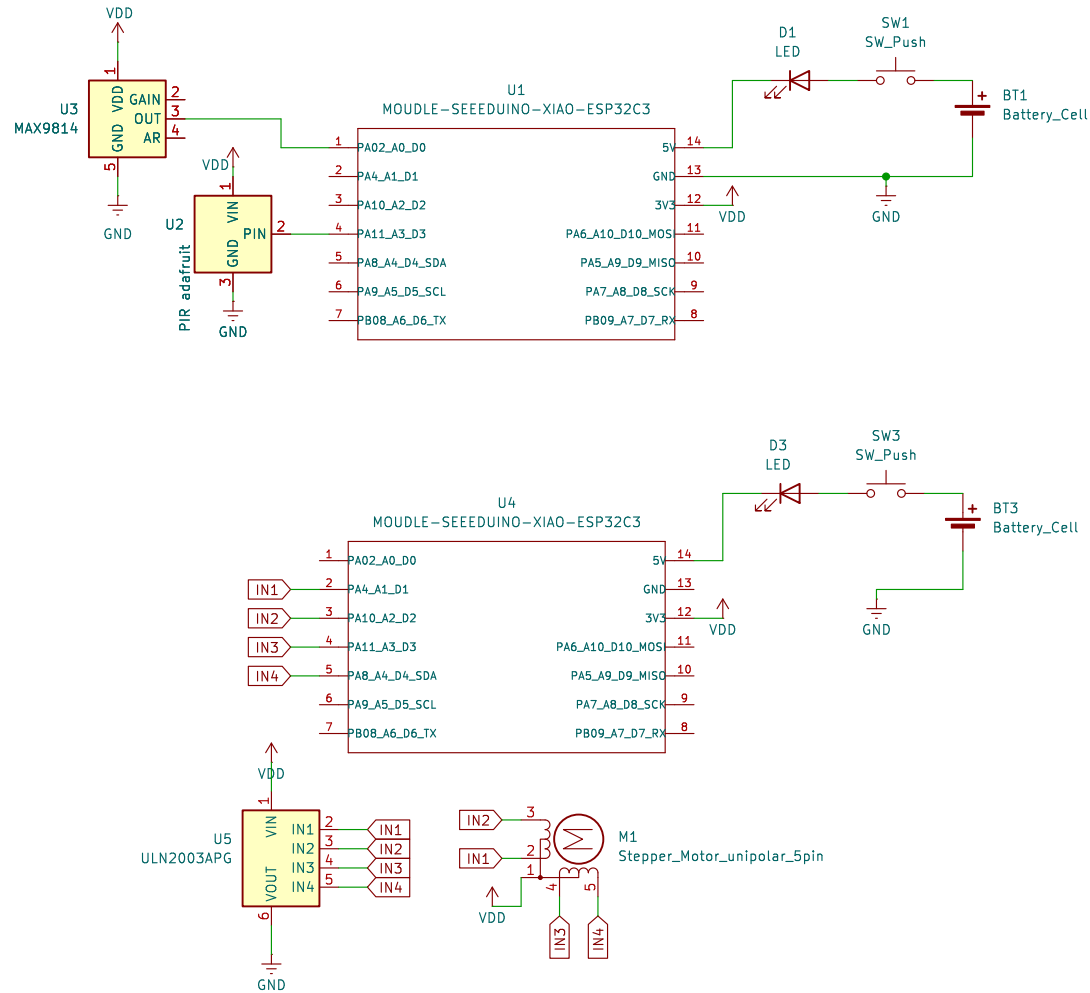 VDD
1
U3
MAX9814
VDD
GND
GAIN 2
OUT 3
AR 4
5
GND
VDD
1
U2
PIR adafruit
VIN
GND
PIN 2
3
GND
U1
MOUDLE-SEEEDUINO-XIAO-ESP32C3
1 PA02_A0_D0
2 PA4_A1_D1
3 PA10_A2_D2
4 PA11_A3_D3
5 PA8_A4_D4_SDA
6 PA9_A5_D5_SCL
7 PB08_A6_D6_TX
5V 14
GND 13
3V3 12
PA6_A10_D10_MOSI 11
PA5_A9_D9_MISO 10
PA7_A8_D8_SCK 9
PB09_A7_D7_RX 8
VDD
D1
LED
SW1
SW_Push
+
BT1
Battery_Cell
GND
U4
MOUDLE-SEEEDUINO-XIAO-ESP32C3
1 PA02_A0_D0
IN1 2 PA4_A1_D1
IN2 3 PA10_A2_D2
IN3 4 PA11_A3_D3
IN4 5 PA8_A4_D4_SDA
6 PA9_A5_D5_SCL
7 PB08_A6_D6_TX
5V 14
GND 13
3V3 12
PA6_A10_D10_MOSI 11
PA5_A9_D9_MISO 10
PA7_A8_D8_SCK 9
PB09_A7_D7_RX 8
VDD
D3
LED
SW3
SW_Push
+
BT3
Battery_Cell
GND
VDD
1
U5
ULN2003APG
VIN
VOUT
IN1 2 IN1
IN2 3 IN2
IN3 4 IN3
IN4 5 IN4
6
GND
IN2 3
IN1 2
1
VDD
4
5
IN3
IN4
M1
Stepper_Motor_unipolar_5pin